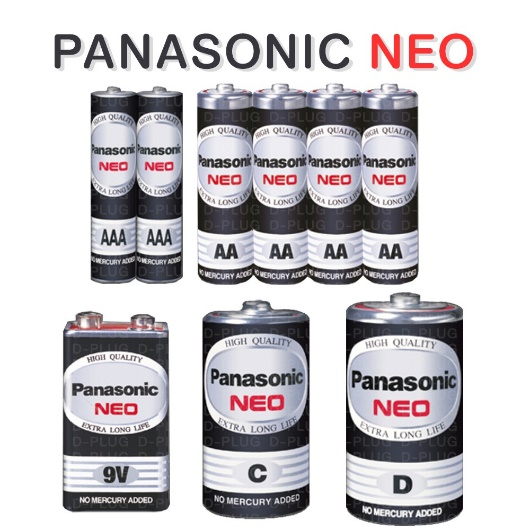 PANASONIC NEO
HIGH QUALITY
Panasonic
NEO
EXTRA LONG LIFE
AAA
NO MERCURY ADDED
HIGH QUALITY
Panasonic
NEO
EXTRA LONG LIFE
AAA
NO MERCURY ADDED
HIGH QUALITY
Panasonic
NEO
EXTRA LONG LIFE
AA
NO MERCURY ADDED
HIGH QUALITY
Panasonic
NEO
EXTRA LONG LIFE
AA
NO MERCURY ADDED
HIGH QUALITY
Panasonic
NEO
EXTRA LONG LIFE
AA
NO MERCURY ADDED
HIGH QUALITY
Panasonic
NEO
EXTRA LONG LIFE
AA
NO MERCURY ADDED
HIGH QUALITY
Panasonic
NEO
EXTRA LONG LIFE
9V
NO MERCURY ADDED
HIGH QUALITY
Panasonic
NEO
EXTRA LONG LIFE
C
NO MERCURY ADDED
HIGH QUALITY
Panasonic
NEO
EXTRA LONG LIFE
D
NO MERCURY ADDED
D-PLUG